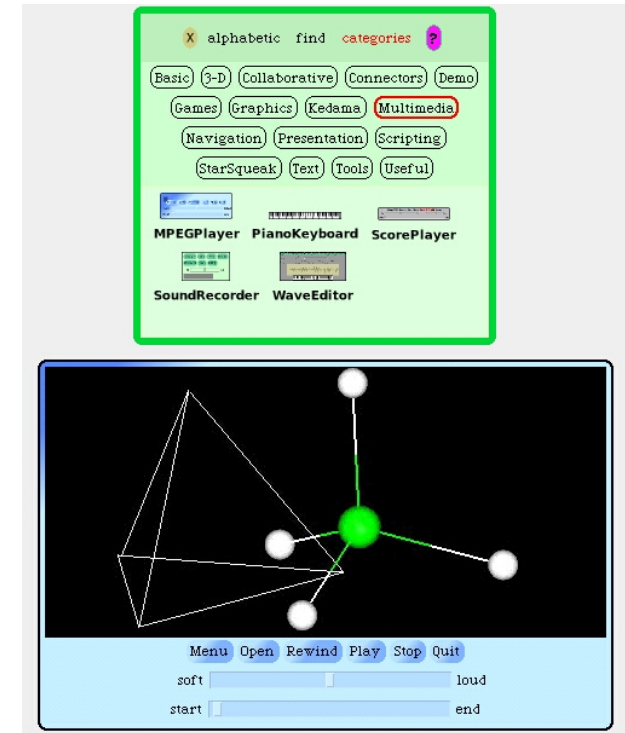 X alphabetic find categories ?
Basic 3-D Collaborative Connectors Demo
Games Graphics Kedama Multimedia
Navigation Presentation Scripting
StarSqueak Text Tools Useful
MPEGPlayer PianoKeyboard ScorePlayer
SoundRecorder WaveEditor
Menu Open Rewind Play Stop Quit
soft loud
start end